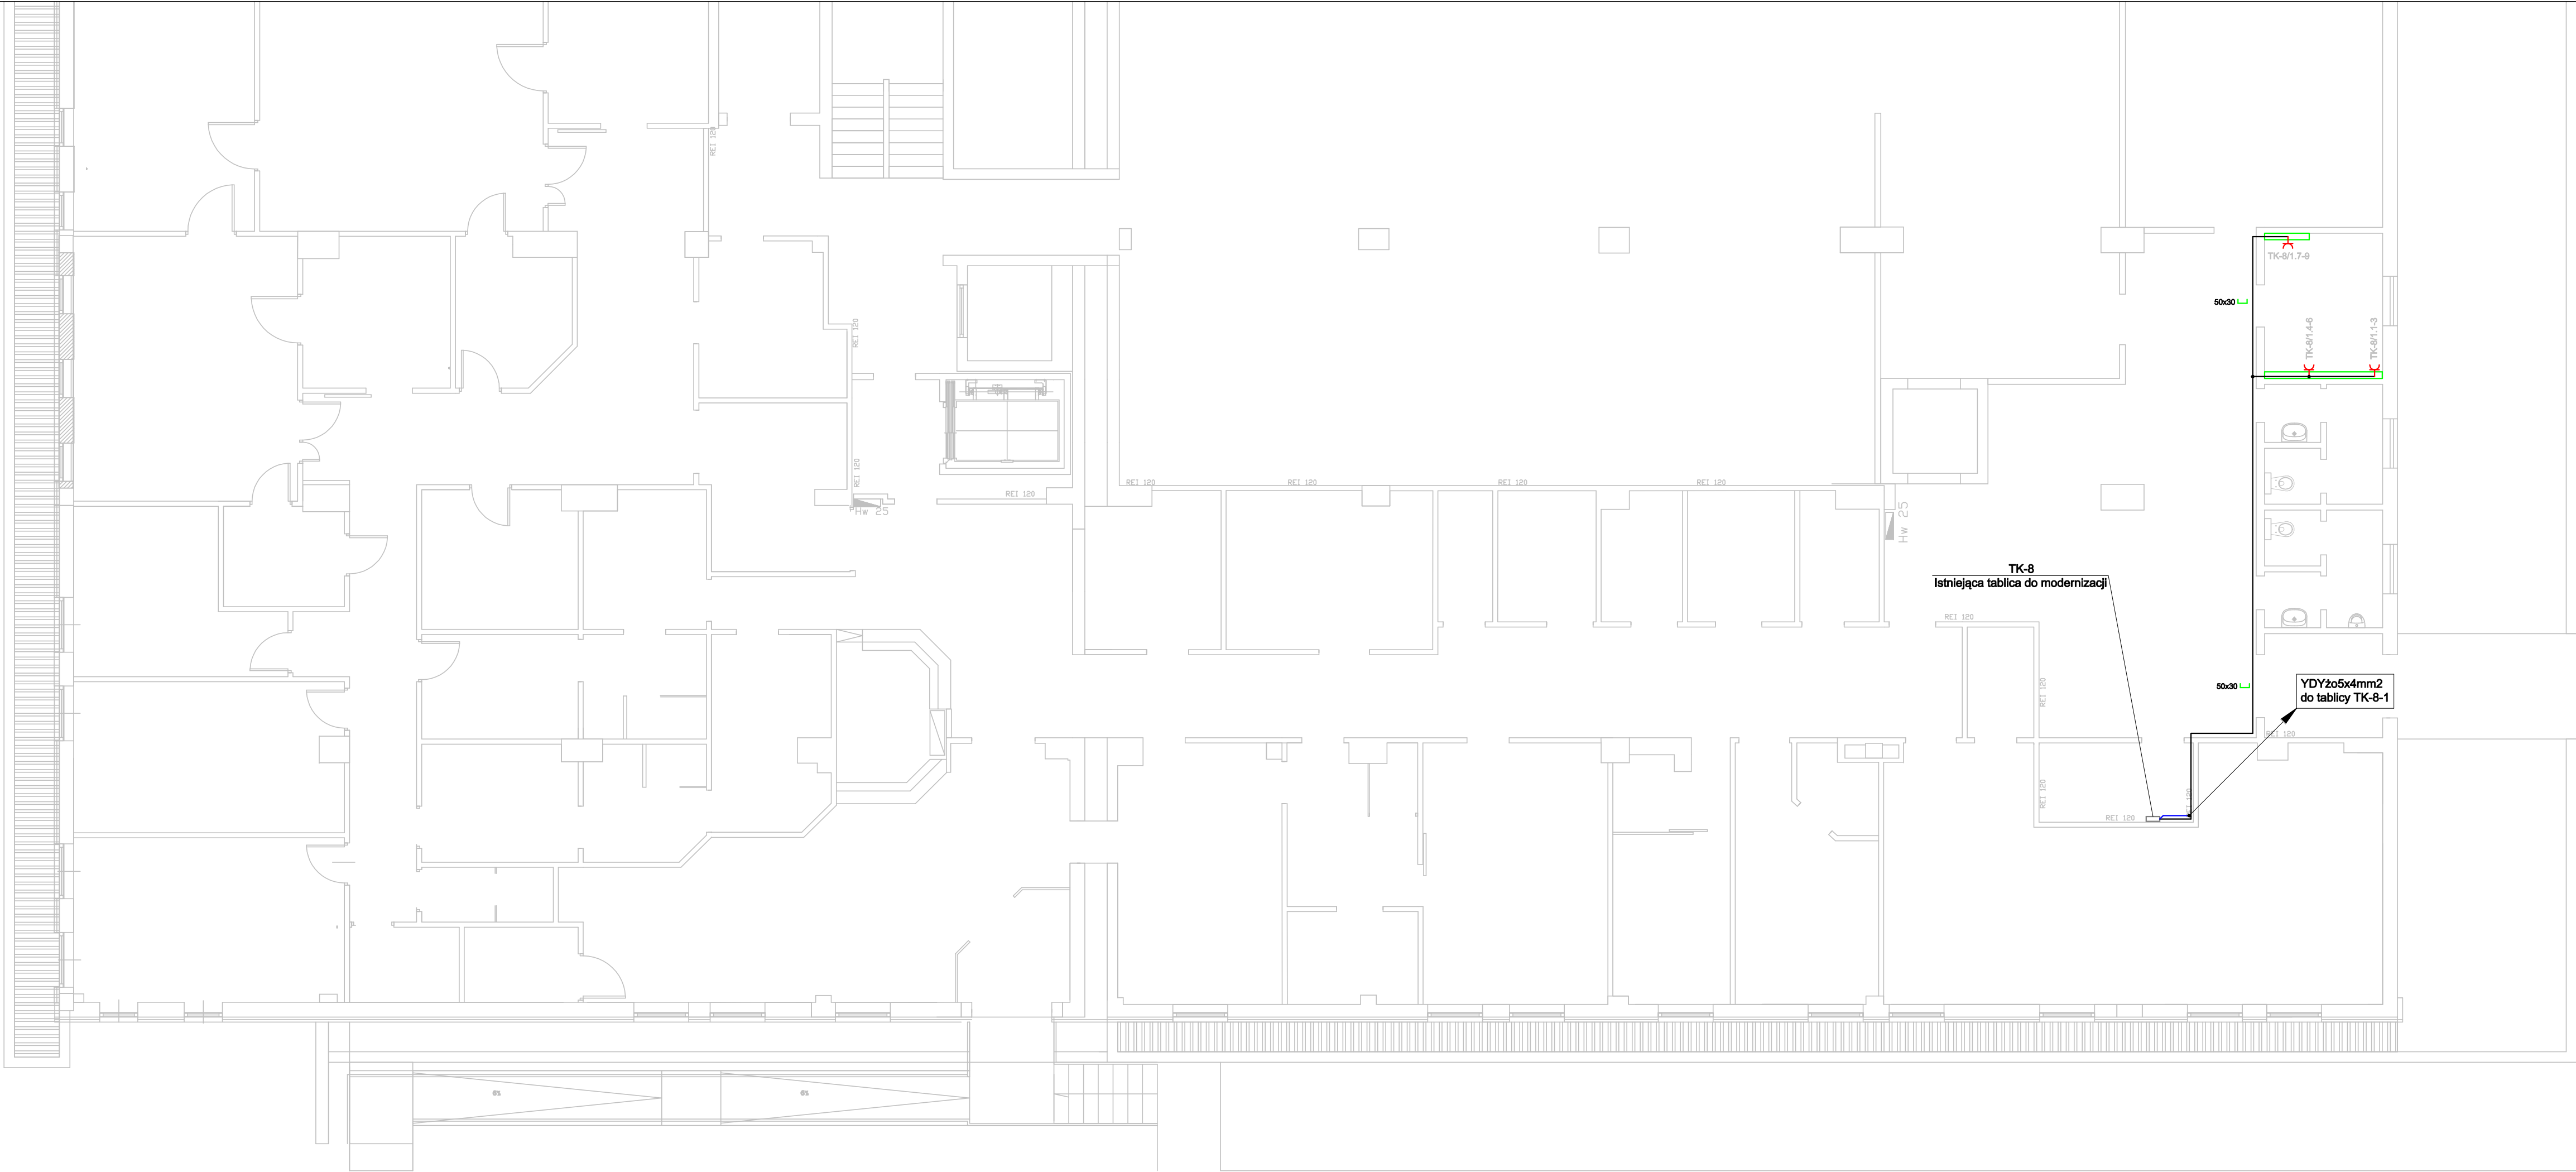 REI 120
TK-8/1.7-9
50x30
REI 120
TK-8/1.4-6
TK-8/1.1-3
REI 120
REI 120
REI 120
REI 120
REI 120
REI 120
Hw 25
Hw 25
TK-8
Istniejąca tablica do modernizacji
REI 120
REI 120
50x30
YDYżo5x4mm2
do tablicy TK-8-1
REI 120
REI 120
REI 120
REI 120
6%
6%